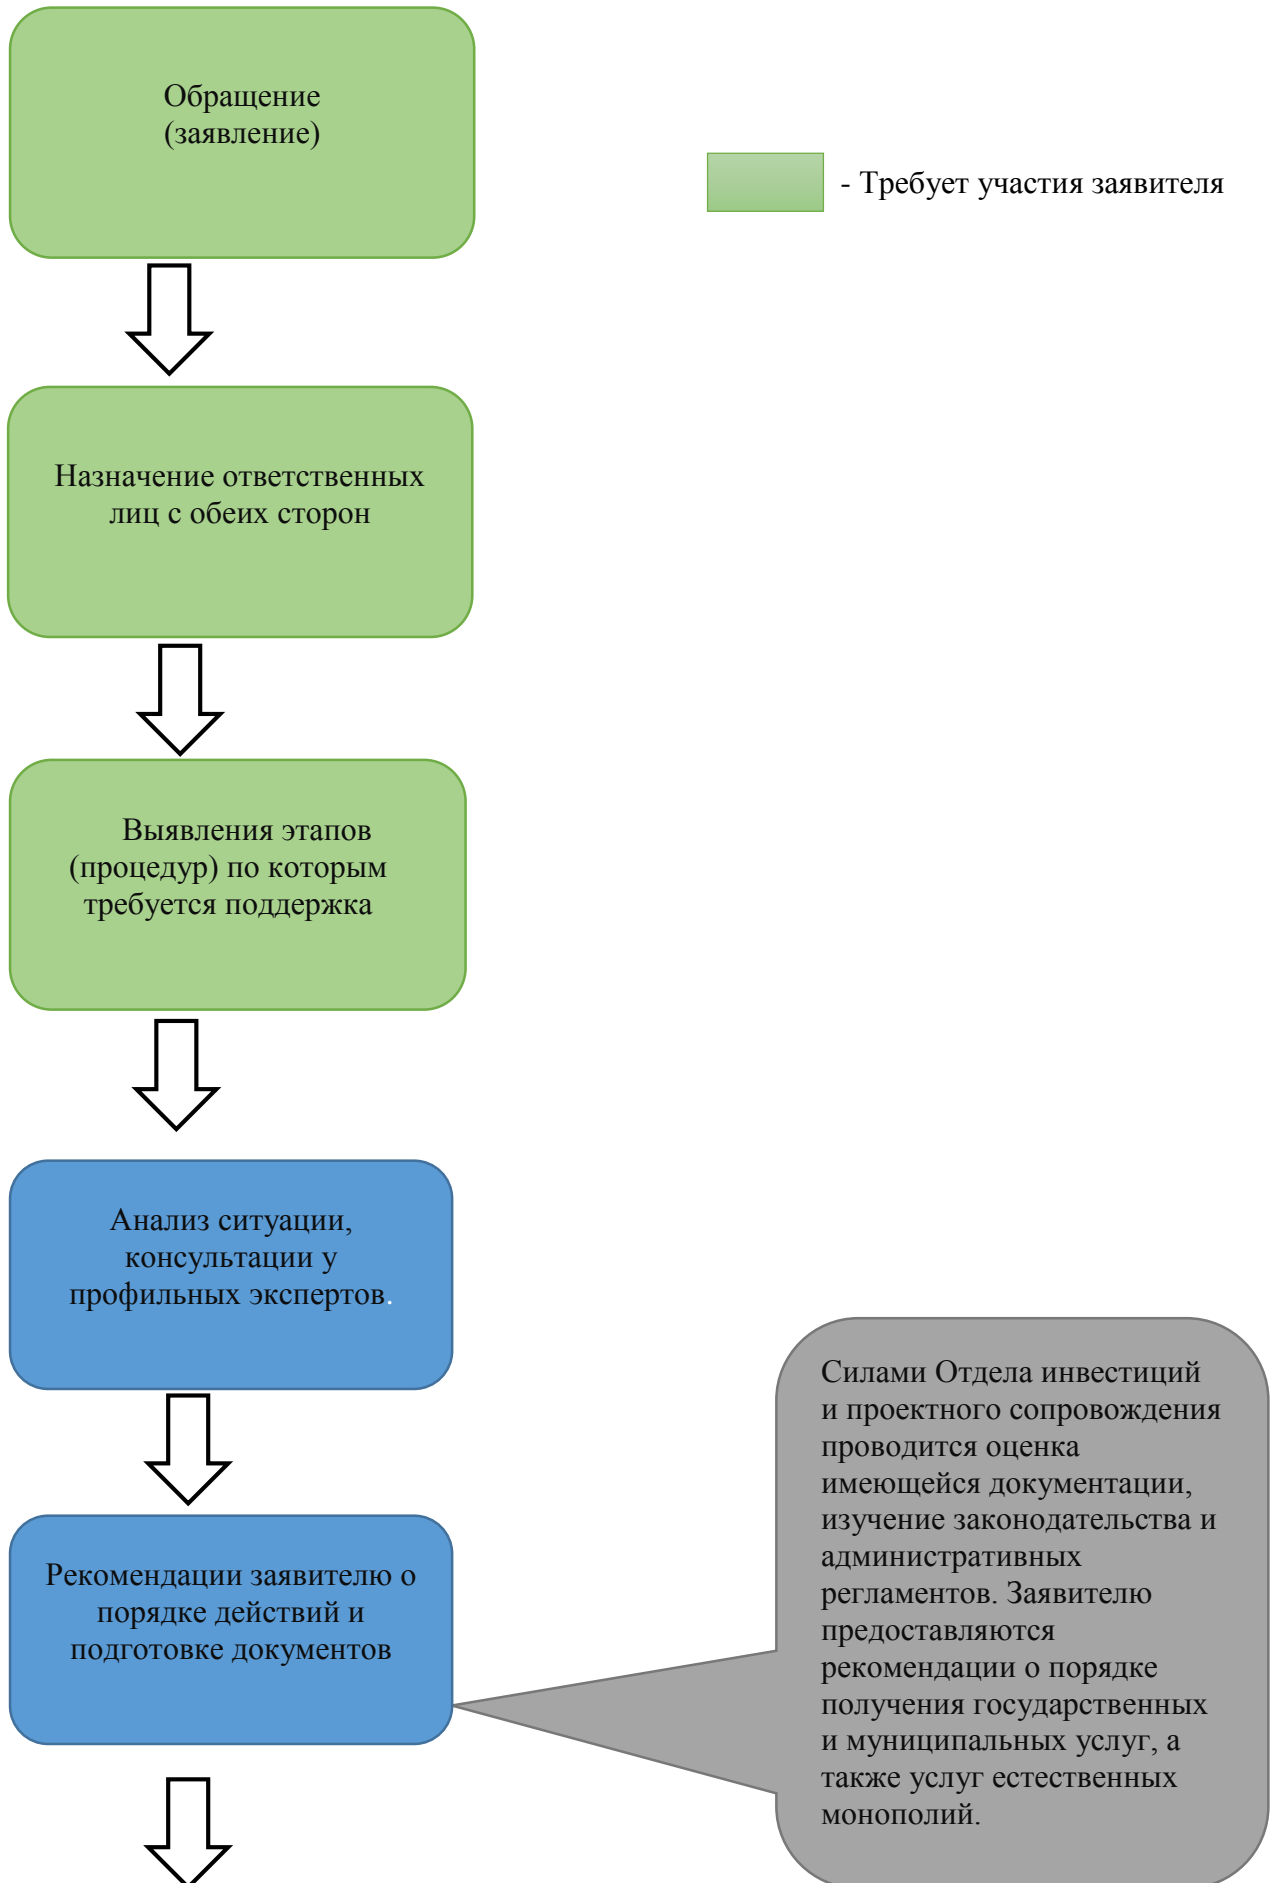 Обращение
(заявление)
- Требует участия заявителя
Назначение ответственных
лиц с обеих сторон
Выявления этапов
(процедур) по которым
требуется поддержка
Анализ ситуации,
консультации у
профильных экспертов.
Рекомендации заявителю о
порядке действий и
подготовке документов
Силами Отдела инвестиций
и проектного сопровождения
проводится оценка
имеющейся документации,
изучение законодательства и
административных
регламентов. Заявителю
предоставляются
рекомендации о порядке
получения государственных
и муниципальных услуг, а
также услуг естественных
монополий.